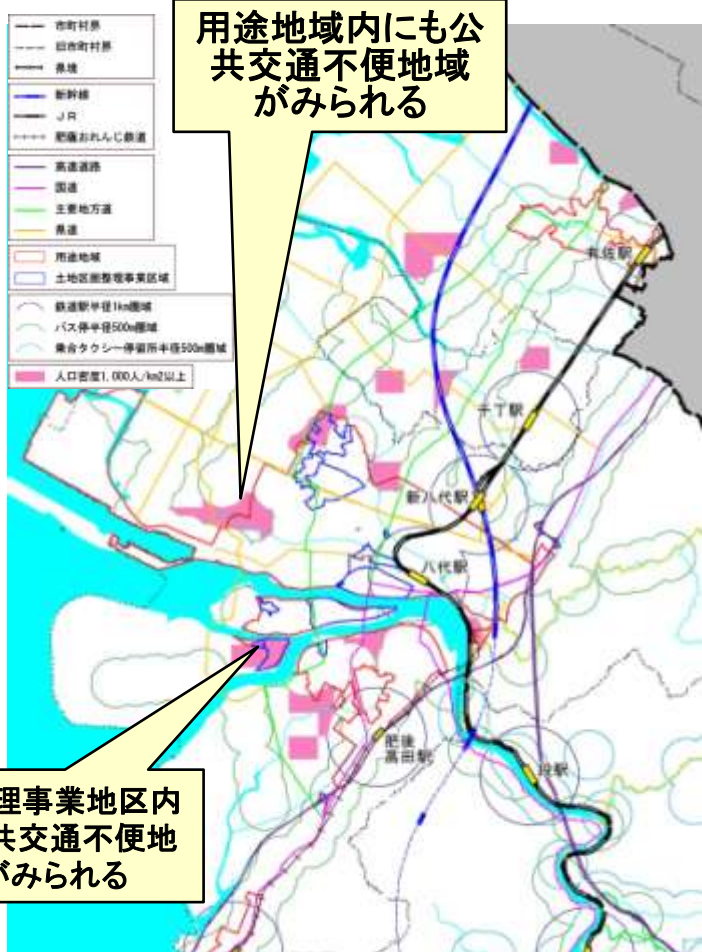 用途地域内にも公
共交通不便地域
がみられる
市町村界
旧市町村界
県境
新幹線
JR
肥薩おれんじ鉄道
高速道路
国道
主要地方道
県道
用途地域
土地区画整理事業区域
鉄道駅半径1km圏域
バス停半径500m圏域
乗合タクシー停留所半径500m圏域
人口密度1,000人/km2以上
有佐駅
千丁駅
新八代駅
八代駅
肥後
高田駅
段駅
理事業地区内
共交通不便地
がみられる